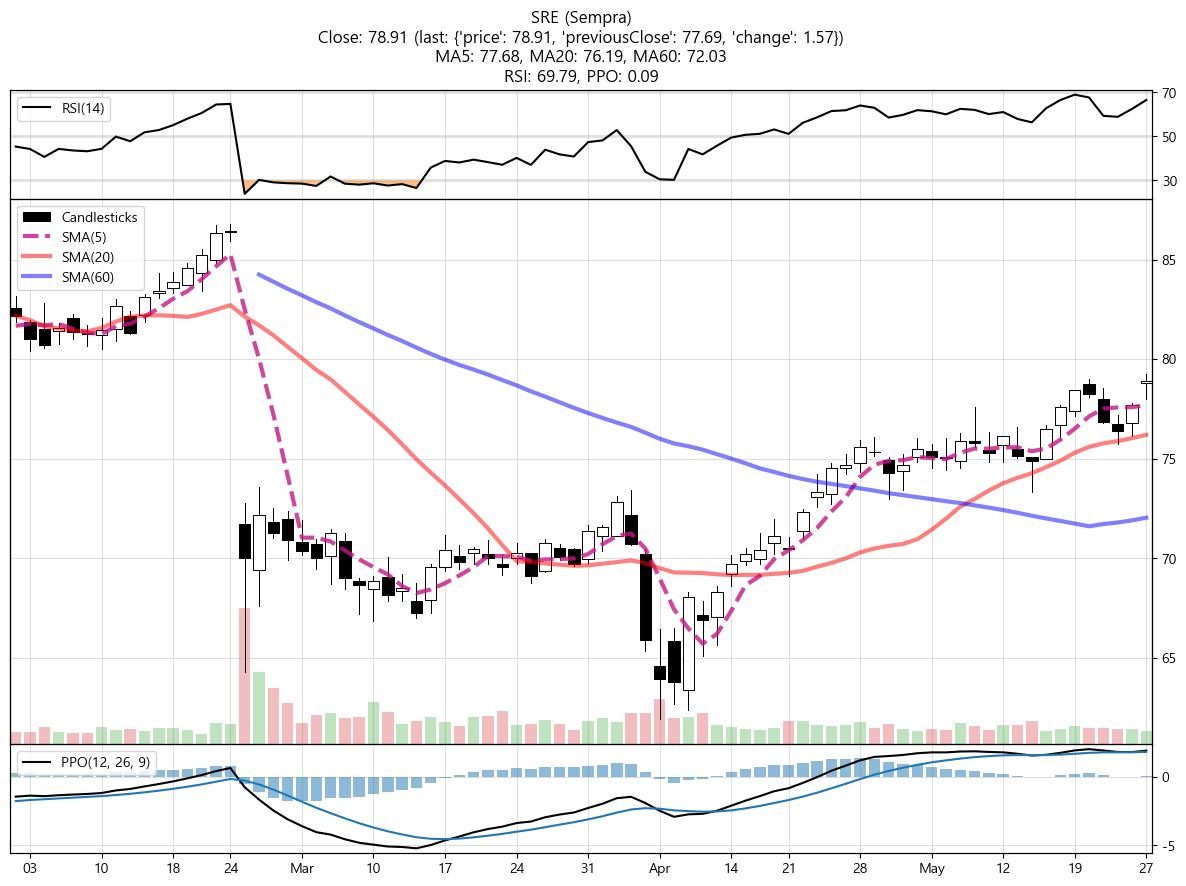 SRE (Sempra)
Close: 78.91 (last: {'price': 78.91, 'previousClose': 77.69, 'change': 1.57})
MA5: 77.68, MA20: 76.19, MA60: 72.03
RSI: 69.79, PPO: 0.09
RSI(14)
70
50
30
Candlesticks
SMA(5)
SMA(20)
SMA(60)
85
80
75
70
65
PPO(12, 26, 9)
0
-5
03 10 18 24 Mar 10 17 24 31 Apr 14 21 28 May 12 19 27